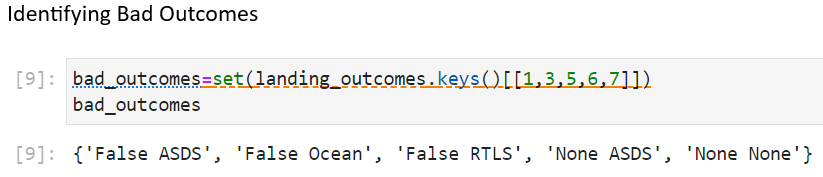 Identifying Bad Outcomes
[9]: bad_outcomes=set(landing_outcomes.keys()[[1,3,5,6,7]])
bad_outcomes
[9]: {'False ASDS', 'False Ocean', 'False RTLS', 'None ASDS', 'None None'}